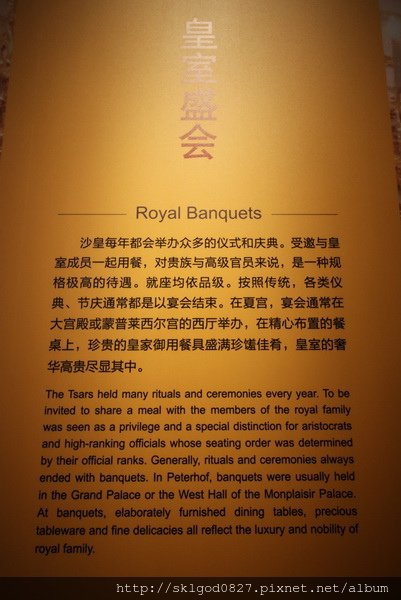 皇室盛会
Royal Banquets
沙皇每年都会举办众多的仪式和庆典。受邀与皇
室成员一起用餐，对贵族与高级官员来说，是一种规
格极高的待遇。就座均依品级。按照传统，各类仪
典、节庆通常都是以宴会结束。在夏宫，宴会通常在
大宫殿或蒙普莱西尔宫的西厅举办，在精心布置的餐
桌上，珍贵的皇家御用餐具盛满珍馐佳肴，皇室的奢
华高贵尽显其中。
The Tsars held many rituals and ceremonies every year. To be
invited to share a meal with the members of the royal family
was seen as a privilege and a special distinction for aristocrats
and high-ranking officials whose seating order was determined
by their official ranks. Generally, rituals and ceremonies always
ended with banquets. In Peterhof, banquets were usually held
in the Grand Palace or the West Hall of the Monplaisir Palace.
At banquets, elaborately furnished dining tables, precious
tableware and fine delicacies all reflect the luxury and nobility of
royal family.
http://sklgod0827.pixnet.net/album